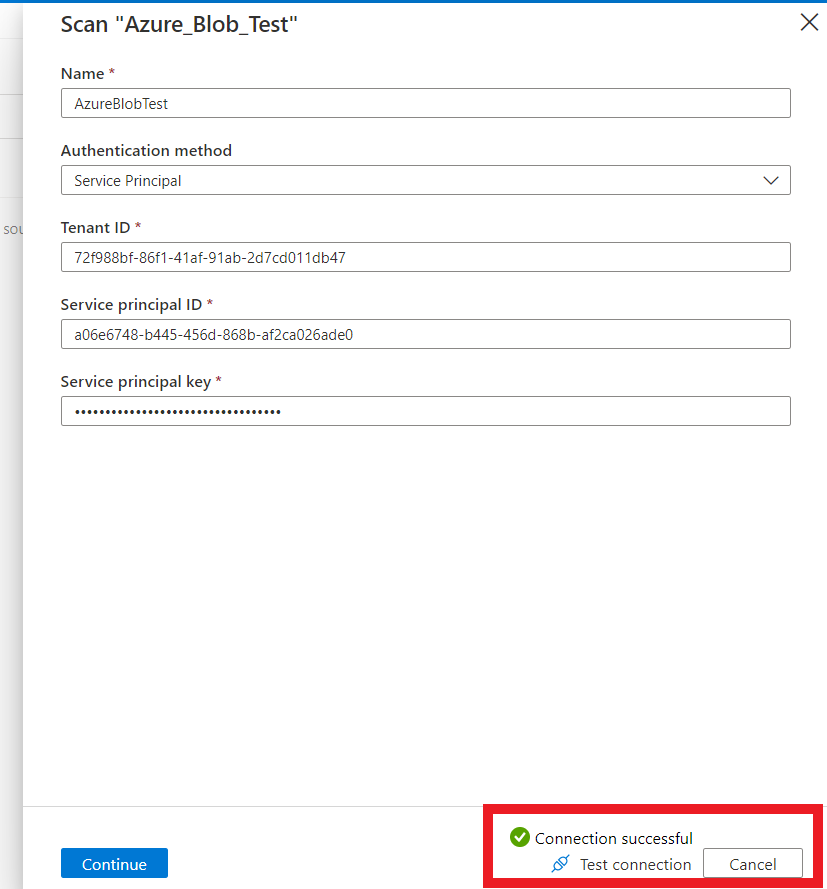 Scan "Azure_Blob_Test"
Name *
AzureBlobTest
Authentication method
Service Principal
Tenant ID *
72f988bf-86f1-41af-91ab-2d7cd011db47
sou
Service principal ID *
a06e6748-b445-456d-868b-af2ca026ade0
Service principal key *
••••••••••••••••••••••••••••••••••
Connection successful
Test connection
Cancel
Continue